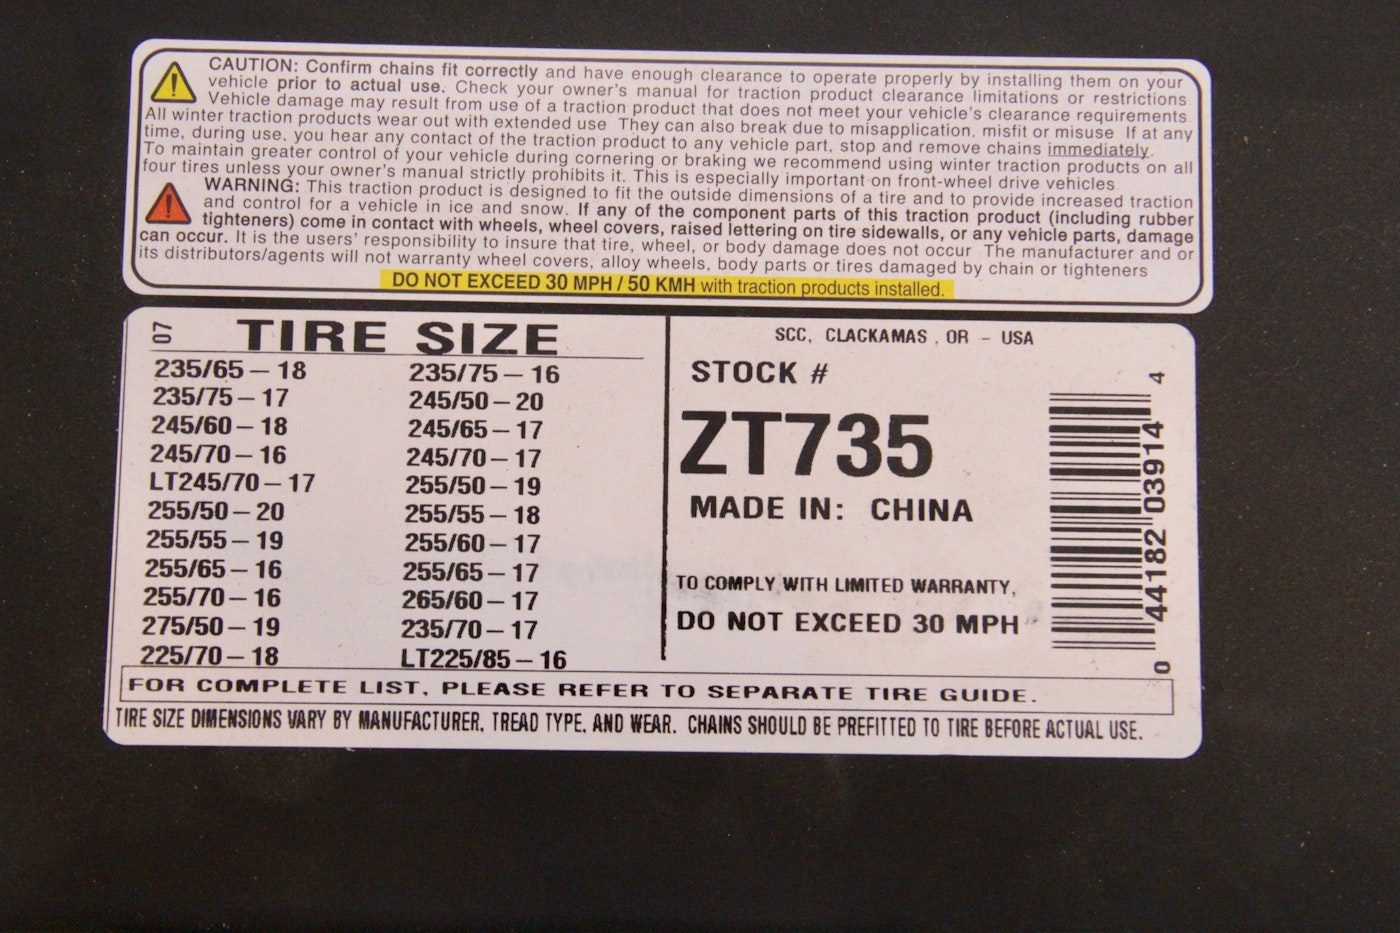 CAUTION: Confirm chains fit correctly and have enough clearance to operate properly by installing them on your
vehicle prior to actual use. Check your owner's manual for traction product clearance limitations or restrictions
Vehicle damage may result from use of a traction product that does not meet your vehicle's clearance requirements
All winter traction products wear out with extended use They can also break due to misapplication, misfit or misuse If at any
time, during use, you hear any contact of the traction product to any vehicle part, stop and remove chains immediately.
To maintain greater control of your vehicle during cornering or braking we recommend using winter traction products on all
four tires unless your owner's manual strictly prohibits it. This is especially important on front-wheel drive vehicles
WARNING: This traction product is designed to fit the outside dimensions of a tire and to provide increased traction
and control for a vehicle in ice and snow. If any of the component parts of this traction product (including rubber
tighteners) come in contact with wheels, wheel covers, raised lettering on tire sidewalls, or any vehicle parts, damage
can occur. It is the users' responsibility to insure that tire, wheel, or body damage does not occur The manufacturer and or
its distributors/agents will not warranty wheel covers, alloy wheels, body parts or tires damaged by chain or tighteners
DO NOT EXCEED 30 MPH / 50 KMH with traction products installed.
07
TIRE SIZE
235/65 – 18 235/75 – 16
235/75 – 17 245/50 – 20
245/60 – 18 245/65 – 17
245/70 – 16 245/70 – 17
LT245/70 – 17 255/50 – 19
255/50 – 20 255/55 – 18
255/55 – 19 255/60 – 17
255/65 – 16 255/65 – 17
255/70 – 16 265/60 – 17
275/50 – 19 235/70 – 17
225/70 – 18 LT225/85 – 16
SCC, CLACKAMAS , OR – USA
STOCK #
ZT735
MADE IN: CHINA
TO COMPLY WITH LIMITED WARRANTY,
DO NOT EXCEED 30 MPH
0 44182 03914 4
FOR COMPLETE LIST, PLEASE REFER TO SEPARATE TIRE GUIDE.
TIRE SIZE DIMENSIONS VARY BY MANUFACTURER, TREAD TYPE, AND WEAR. CHAINS SHOULD BE PREFITTED TO TIRE BEFORE ACTUAL USE.